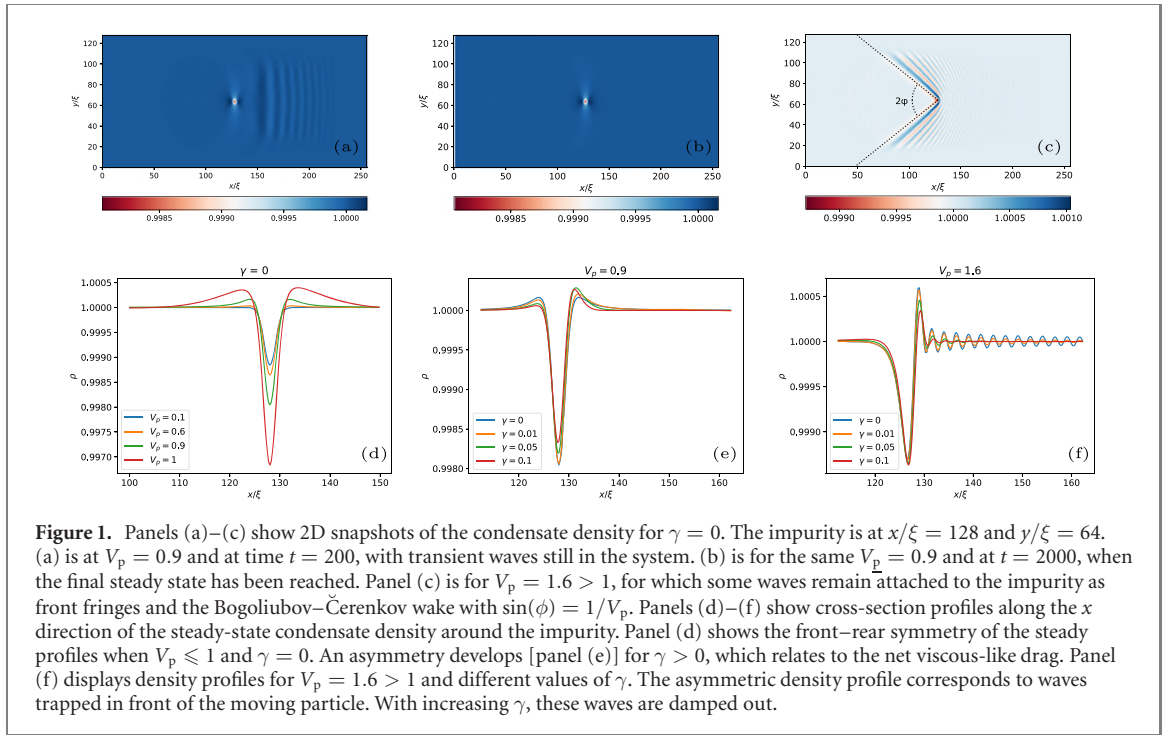 120
100
80
60
40
20
0
y/ξ
(a)
0 50 100 150 200 250
x/ξ
0.9985 0.9990 0.9995 1.0000
120
100
80
60
40
20
0
y/ξ
(b)
0 50 100 150 200 250
x/ξ
0.9985 0.9990 0.9995 1.0000
120
100
80
60
40
20
0
y/ξ
2φ
(c)
0 50 100 150 200 250
x/ξ
0.9990 0.9995 1.0000 1.0005 1.0010
γ = 0
1.0005
1.0000
0.9995
0.9990
0.9985
0.9980
0.9975
0.9970
ρ
Vp = 0.1
Vp = 0.6
Vp = 0.9
Vp = 1
(d)
100 110 120 130 140 150
x/ξ
Vp = 0.9
1.0000
0.9995
0.9990
0.9985
0.9980
ρ
γ = 0
γ = 0.01
γ = 0.05
γ = 0.1
(e)
120 130 140 150 160
x/ξ
Vp = 1.6
1.0005
1.0000
0.9995
0.9990
ρ
γ = 0
γ = 0.01
γ = 0.05
γ = 0.1
(f)
120 130 140 150 160
x/ξ
Figure 1. Panels (a)–(c) show 2D snapshots of the condensate density for γ = 0. The impurity is at x/ξ = 128 and y/ξ = 64.
(a) is at Vp = 0.9 and at time t = 200, with transient waves still in the system. (b) is for the same Vp = 0.9 and at t = 2000, when
the final steady state has been reached. Panel (c) is for Vp = 1.6 > 1, for which some waves remain attached to the impurity as
front fringes and the Bogoliubov–C̆erenkov wake with sin(ϕ) = 1/Vp. Panels (d)–(f) show cross-section profiles along the x
direction of the steady-state condensate density around the impurity. Panel (d) shows the front–rear symmetry of the steady
profiles when Vp ⩽ 1 and γ = 0. An asymmetry develops [panel (e)] for γ > 0, which relates to the net viscous-like drag. Panel
(f) displays density profiles for Vp = 1.6 > 1 and different values of γ. The asymmetric density profile corresponds to waves
trapped in front of the moving particle. With increasing γ, these waves are damped out.